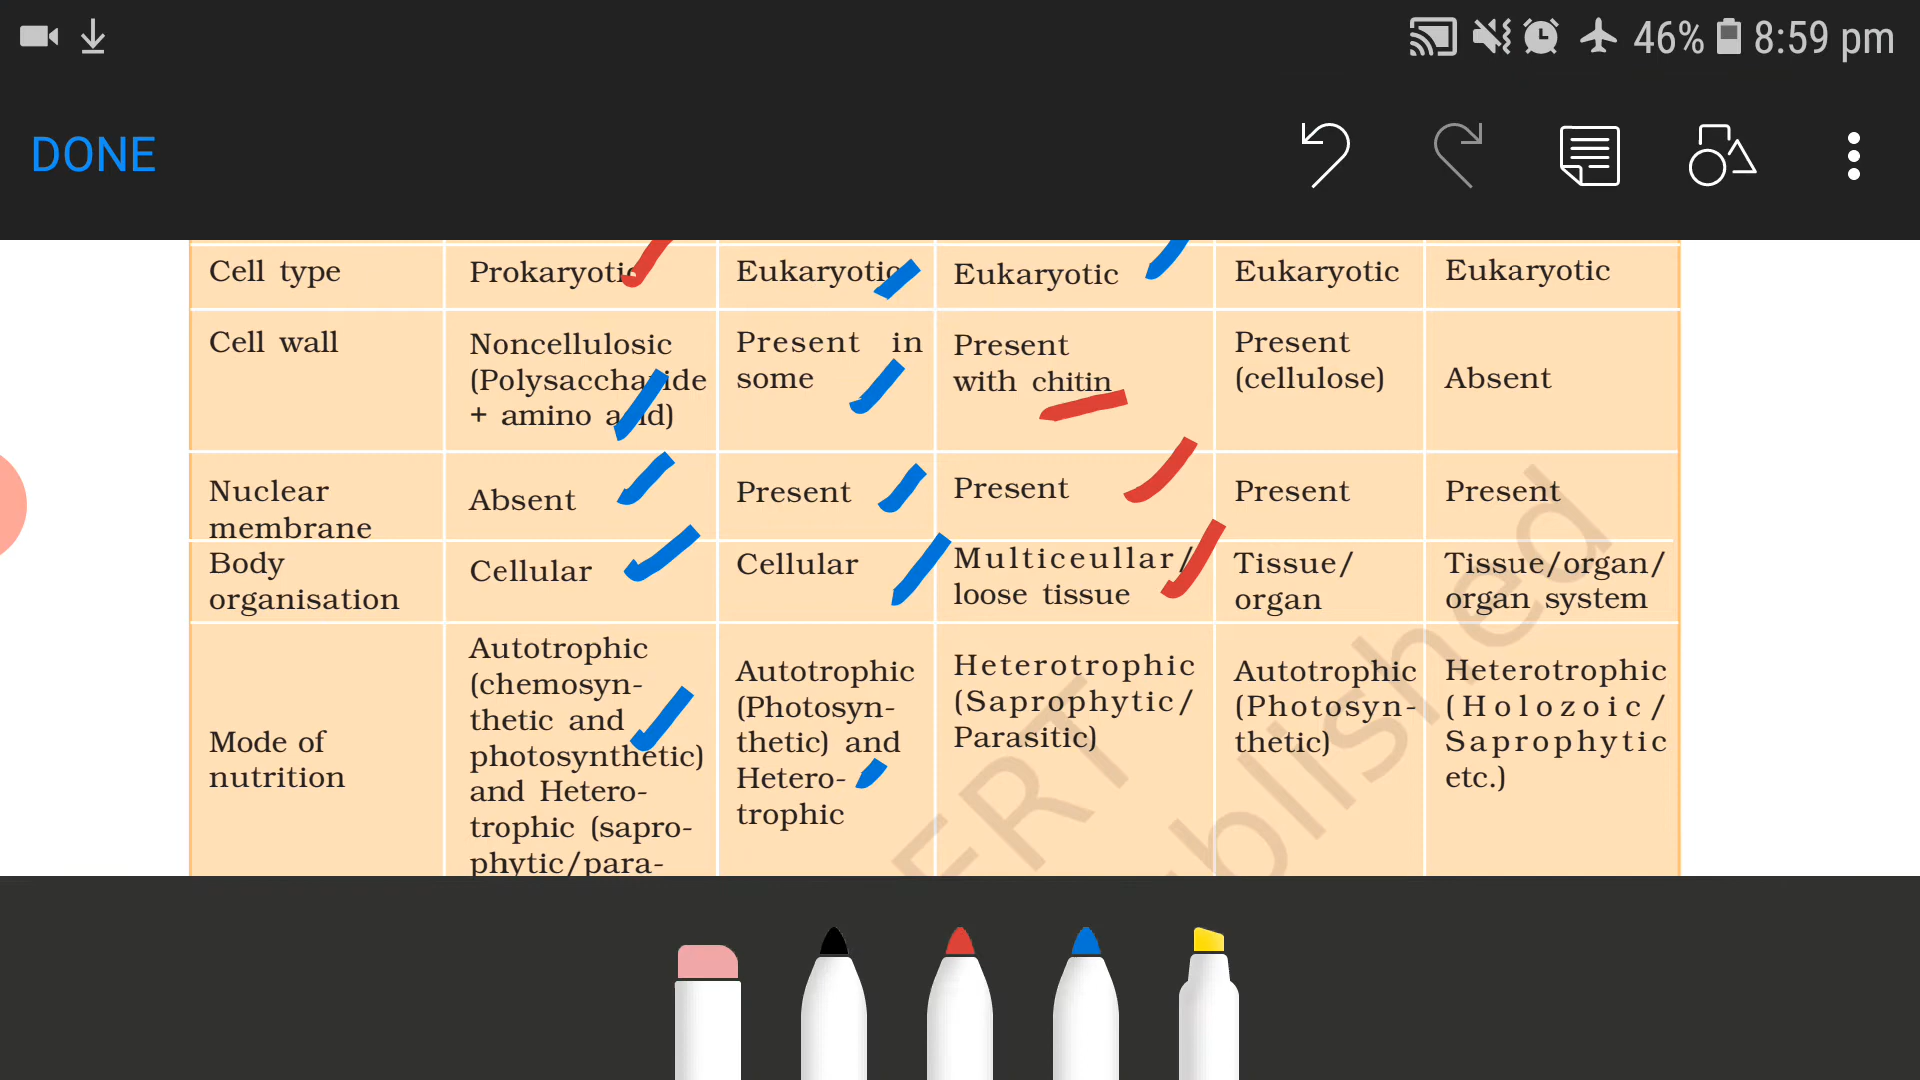 46% 8:59 pm
DONE
Cell type Prokaryotic Eukaryotic Eukaryotic Eukaryotic Eukaryotic
Cell wall
Noncellulosic
(Polysaccharide
+ amino acid)
Present in
some
Present
with chitin
Present
(cellulose)
Absent
Nuclear
membrane
Absent
Present
Present
Present
Present
Body
organisation
Cellular
Cellular
Multiceullar/
loose tissue
Tissue/
organ
Tissue/organ/
organ system
Mode of
nutrition
Autotrophic
(chemosyn-
thetic and
photosynthetic)
and Hetero-
trophic (sapro-
phytic/para-
Autotrophic
(Photosyn-
thetic) and
Hetero-
trophic
Heterotrophic
(Saprophytic/
Parasitic)
Autotrophic
(Photosyn-
thetic)
Heterotrophic
(Holozoic/
Saprophytic
etc.)